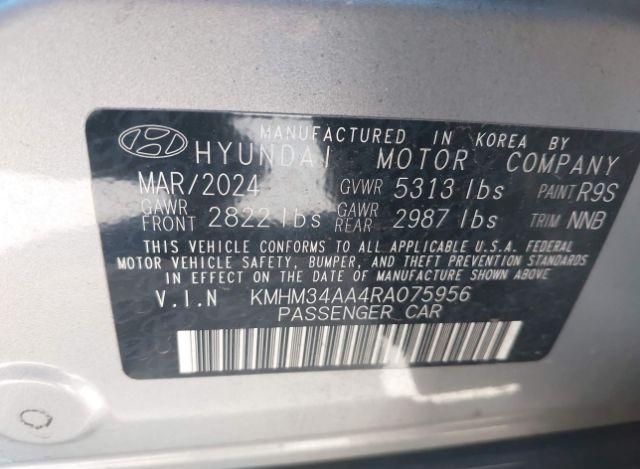 MANUFACTURED IN KOREA BY
HYUNDAI MOTOR COMPANY
MAR/2024 GVWR 5313 lbs PAINT R9S
GAWR FRONT 2822 lbs GAWR REAR 2987 lbs TRIM NNB
THIS VEHICLE CONFORMS TO ALL APPLICABLE U.S.A. FEDERAL
MOTOR VEHICLE SAFETY, BUMPER, AND THEFT PREVENTION STANDARDS
IN EFFECT ON THE DATE OF MANUFACTURE SHOWN ABOVE
V.I.N KMHM34AA4RA075956
PASSENGER CAR